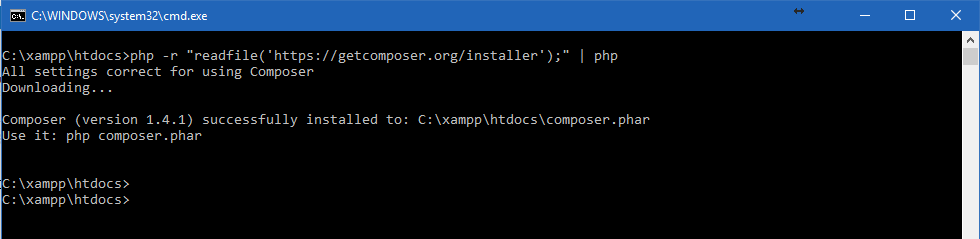 C:\WINDOWS\system32\cmd.exe
C:\xampp\htdocs>php -r "readfile('https://getcomposer.org/installer');" | php
All settings correct for using Composer
Downloading...
Composer (version 1.4.1) successfully installed to: C:\xampp\htdocs\composer.phar
Use it: php composer.phar
C:\xampp\htdocs>
C:\xampp\htdocs>